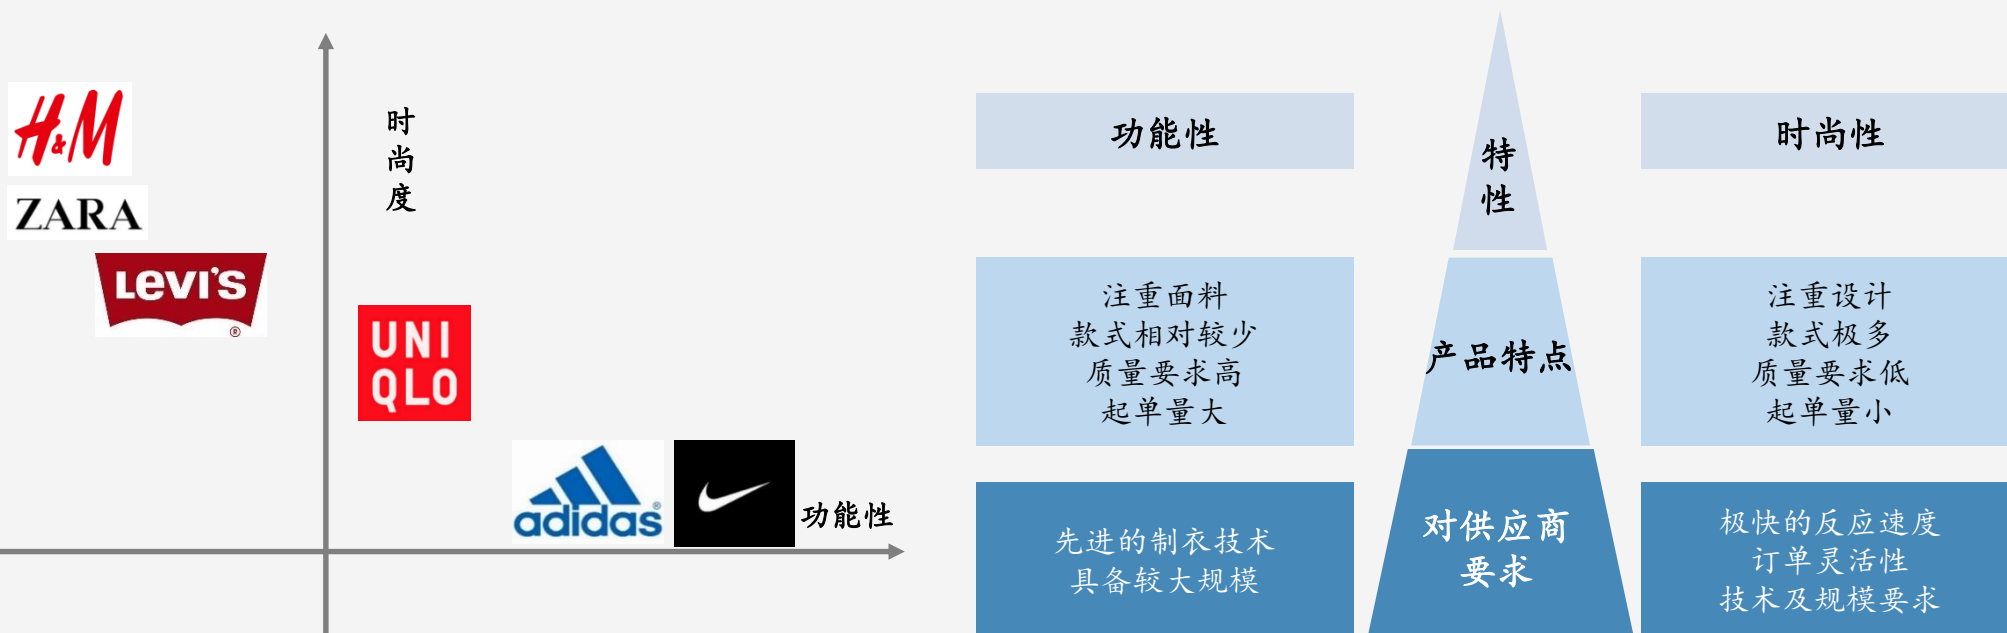 H&M
ZARA
LEVI'S
®
时
尚
度
UNI
QLO
adidas®
功能性
功能性
注重面料
款式相对较少
质量要求高
起单量大
先进的制衣技术
具备较大规模
特
性
产品特点
对供应商
要求
时尚性
注重设计
款式极多
质量要求低
起单量小
极快的反应速度
订单灵活性
技术及规模要求